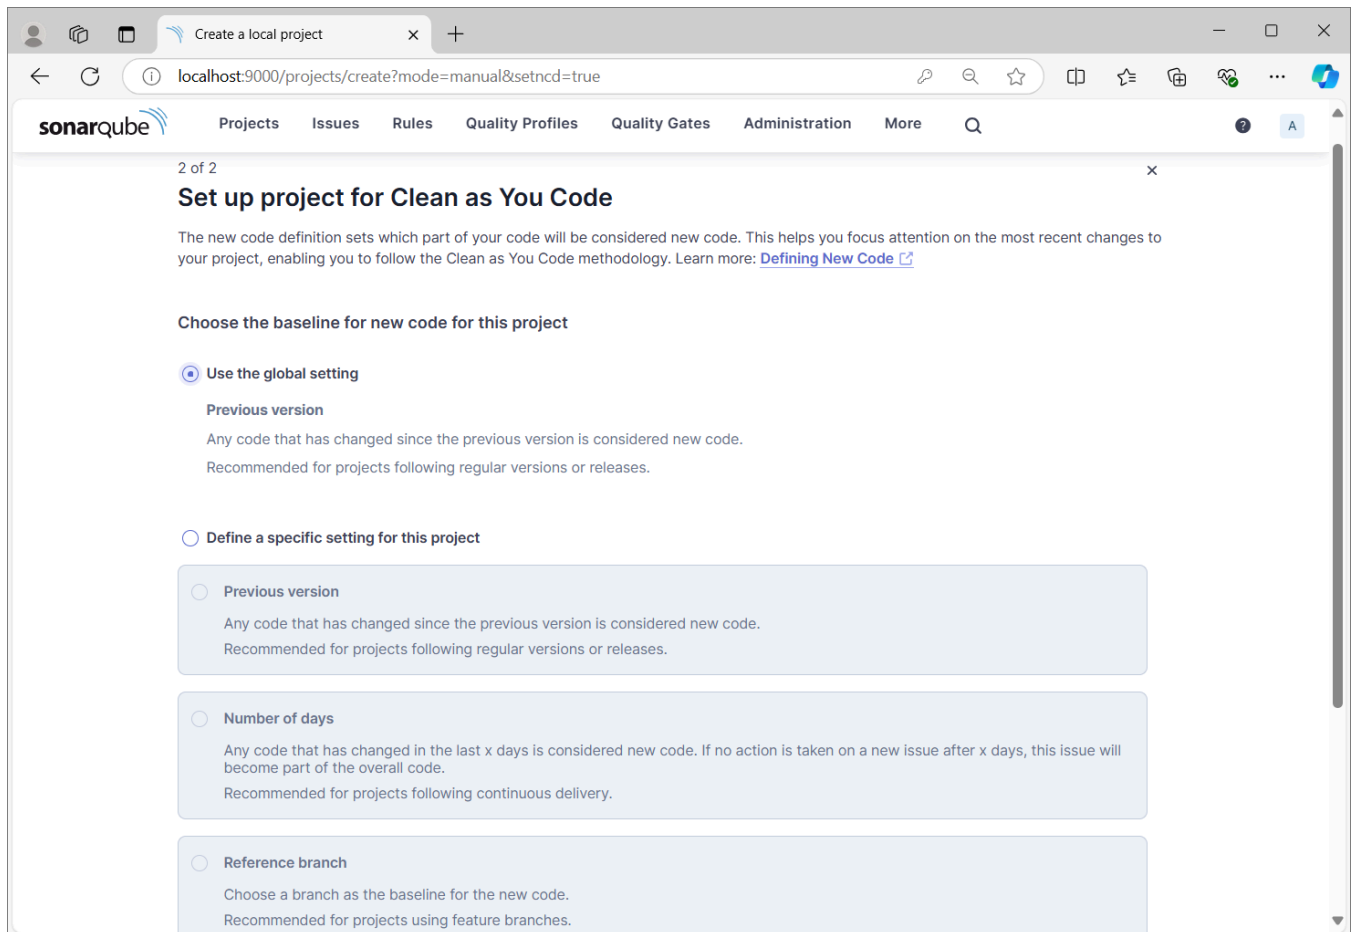 Create a local project
localhost:9000/projects/create?mode=manual&setncd=true
sonarqube
Projects Issues Rules Quality Profiles Quality Gates Administration More
? A
2 of 2
Set up project for Clean as You Code
The new code definition sets which part of your code will be considered new code. This helps you focus attention on the most recent changes to
your project, enabling you to follow the Clean as You Code methodology. Learn more: Defining New Code
Choose the baseline for new code for this project
Use the global setting
Previous version
Any code that has changed since the previous version is considered new code.
Recommended for projects following regular versions or releases.
Define a specific setting for this project
Previous version
Any code that has changed since the previous version is considered new code.
Recommended for projects following regular versions or releases.
Number of days
Any code that has changed in the last x days is considered new code. If no action is taken on a new issue after x days, this issue will
become part of the overall code.
Recommended for projects following continuous delivery.
Reference branch
Choose a branch as the baseline for the new code.
Recommended for projects using feature branches.